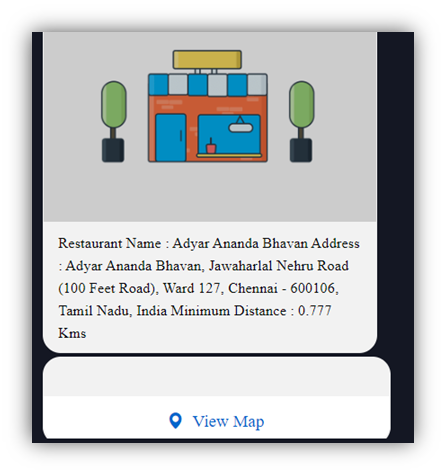 Restaurant Name : Adyar Ananda Bhavan Address
: Adyar Ananda Bhavan, Jawaharlal Nehru Road
(100 Feet Road), Ward 127, Chennai - 600106,
Tamil Nadu, India Minimum Distance : 0.777
Kms
View Map